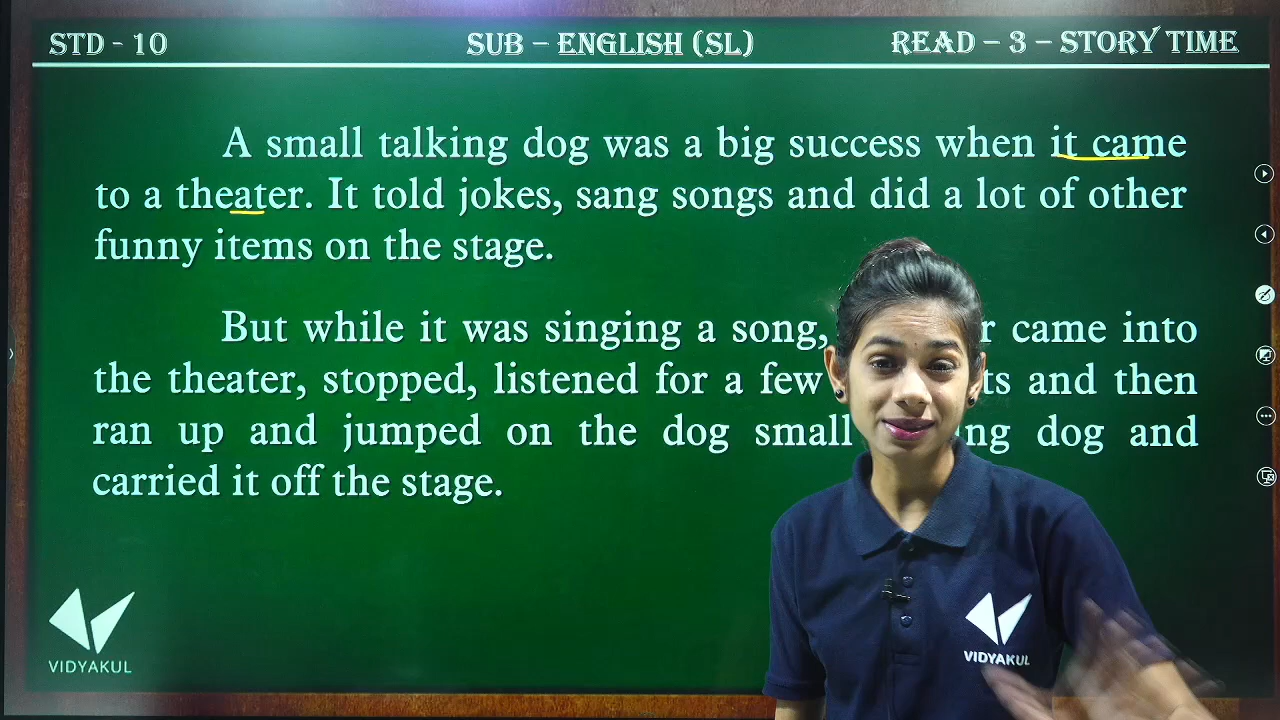 STD - 10
SUB – ENGLISH (SL)
READ – 3 – STORY TIME
A small talking dog was a big success when it came
to a theater. It told jokes, sang songs and did a lot of other
funny items on the stage.
But while it was singing a song, came into
the theater, stopped, listened for a few and then
ran up and jumped on the dog small dog and
carried it off the stage.
VIDYAKUL
VIDYAKUL